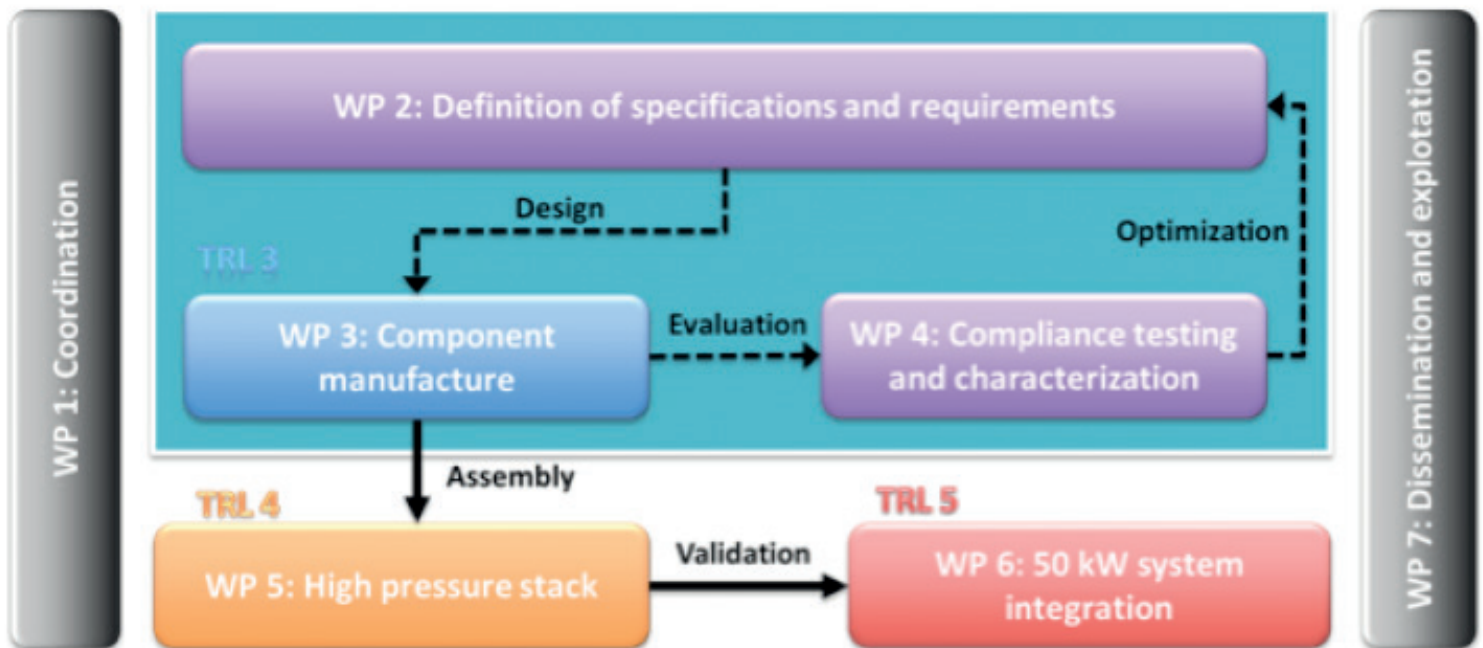 WP 1: Coordination
WP 2: Definition of specifications and requirements
Design
Optimization
TRL 3
WP 3: Component
manufacture
Evaluation
WP 4: Compliance testing
and characterization
Assembly
TRL 4
TRL 5
WP 5: High pressure stack
Validation
WP 6: 50 kW system
integration
WP 7: Dissemination and explotation